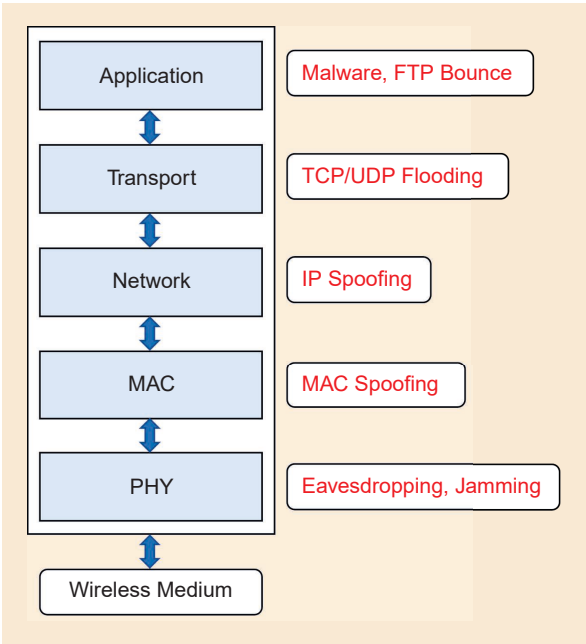 Application
Malware, FTP Bounce
Transport
TCP/UDP Flooding
Network
IP Spoofing
MAC
MAC Spoofing
PHY
Eavesdropping, Jamming
Wireless Medium